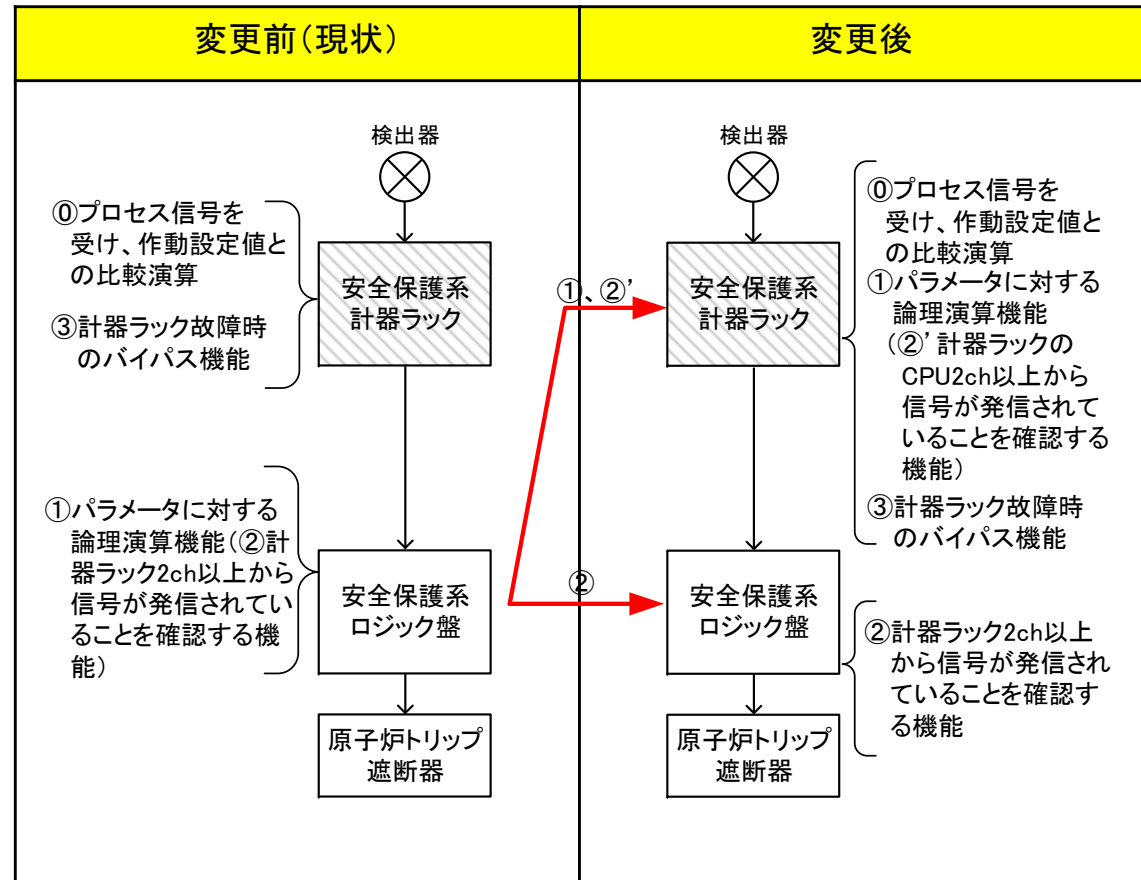 変更前（現状）
変更後
検出器
⓪プロセス信号を
受け、作動設定値と
の比較演算
③計器ラック故障時
のバイパス機能
安全保護系
計器ラック
①パラメータに対する
論理演算機能（②計
器ラック2ch以上から
信号が発信されてい
ることを確認する機
能）
安全保護系
ロジック盤
原子炉トリップ
遮断器
①、②’
②
検出器
安全保護系
計器ラック
⓪プロセス信号を
受け、作動設定値と
の比較演算
①パラメータに対する
論理演算機能
（②’計器ラックの
CPU2ch以上から
信号が発信されて
いることを確認する
機能）
③計器ラック故障時
のバイパス機能
安全保護系
ロジック盤
②計器ラック2ch以上
から信号が発信され
ていることを確認す
る機能
原子炉トリップ
遮断器